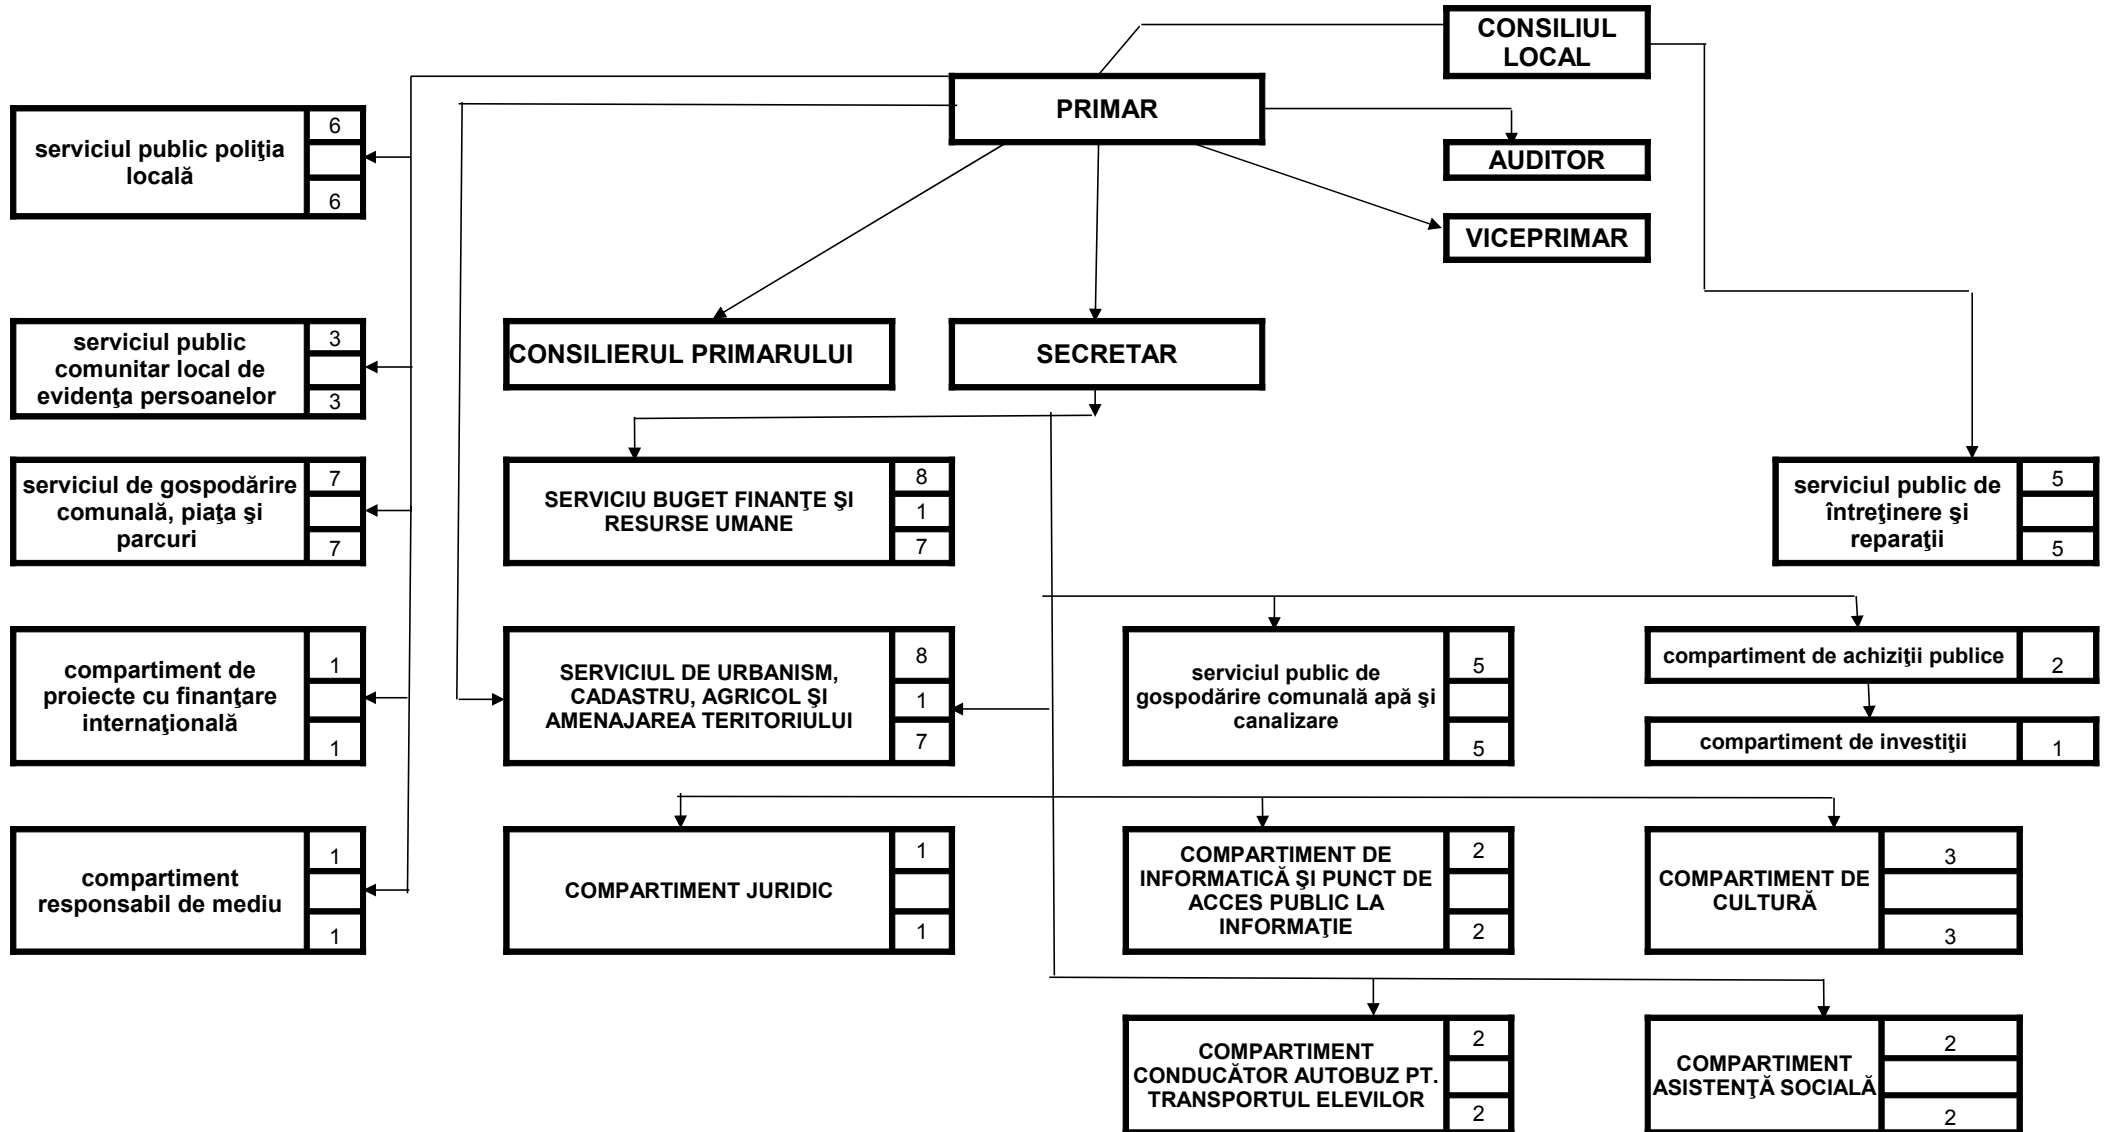 CONSILIUL
LOCAL
PRIMAR
AUDITOR
VICEPRIMAR
serviciul public poliţia
locală
6
6
CONSILIERUL PRIMARULUI
SECRETAR
serviciul public
comunitar local de
evidenţa persoanelor
3
3
serviciul de gospodărire
comunală, piaţa şi
parcuri
7
7
SERVICIU BUGET FINANŢE ŞI
RESURSE UMANE
8
1
7
serviciul public de
întreţinere şi
reparaţii
5
5
compartiment de
proiecte cu finanţare
internaţională
1
1
SERVICIUL DE URBANISM,
CADASTRU, AGRICOL ŞI
AMENAJAREA TERITORIULUI
8
1
7
serviciul public de
gospodărire comunală apă şi
canalizare
5
5
compartiment de achiziţii publice
2
compartiment de investiţii
1
compartiment
responsabil de mediu
1
1
COMPARTIMENT JURIDIC
1
1
COMPARTIMENT DE
INFORMATICĂ ŞI PUNCT DE
ACCES PUBLIC LA
INFORMAŢIE
2
2
COMPARTIMENT DE
CULTURĂ
3
3
COMPARTIMENT
CONDUCĂTOR AUTOBUZ PT.
TRANSPORTUL ELEVILOR
2
2
COMPARTIMENT
ASISTENŢĂ SOCIALĂ
2
2